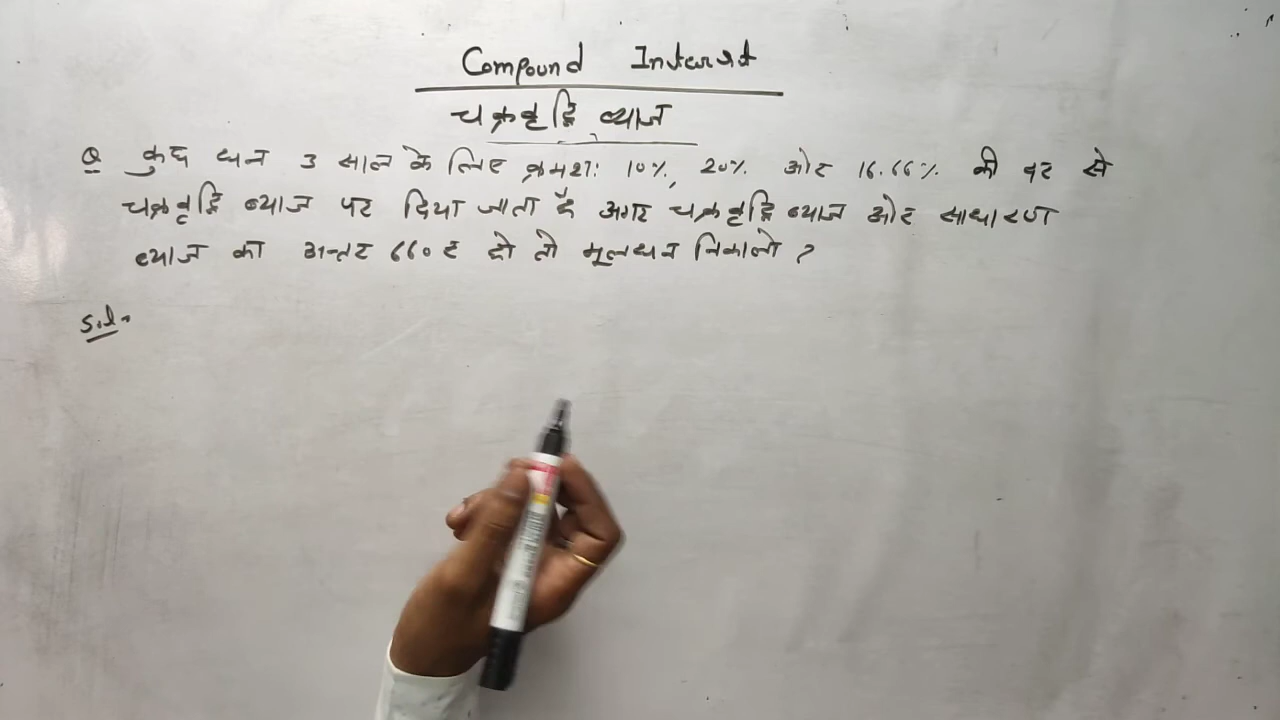 Compound Interest
चक्रवृद्धि ब्याज
Q कुछ धन 3 साल के लिए क्रमशः 10%, 20% और 16.66% की दर से
चक्रवृद्धि ब्याज पर दिया जाता है अगर चक्रवृद्धि ब्याज और साधारण
ब्याज का अन्तर 660 ₹ हो तो मूलधन निकालो ?
Soln